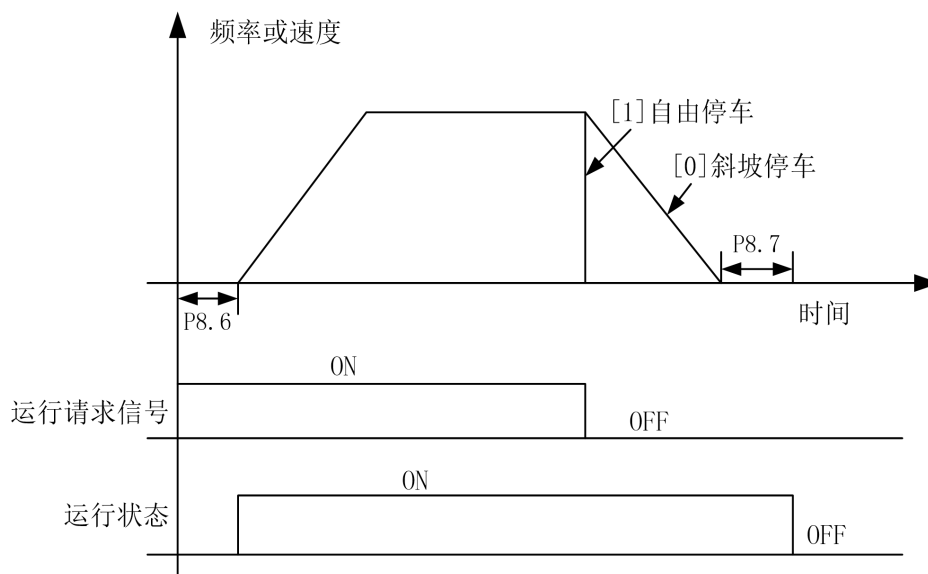 频率或速度
[1]自由停车
[0]斜坡停车
P8.7
时间
P8.6
ON
运行请求信号
OFF
ON
运行状态
OFF